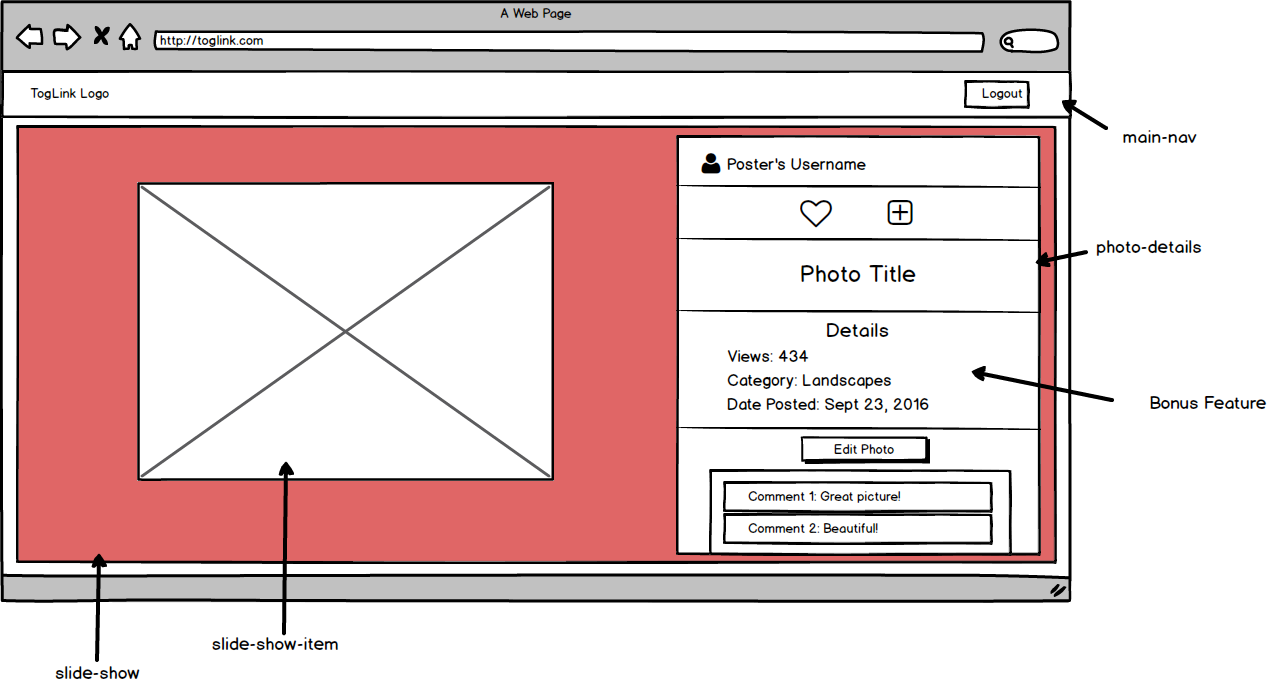 A Web Page
http://toglink.com
TogLink Logo
Logout
main-nav
Poster's Username
photo-details
Photo Title
Details
Views: 434
Category: Landscapes
Date Posted: Sept 23, 2016
Bonus Feature
Edit Photo
Comment 1: Great picture!
Comment 2: Beautiful!
slide-show-item
slide-show